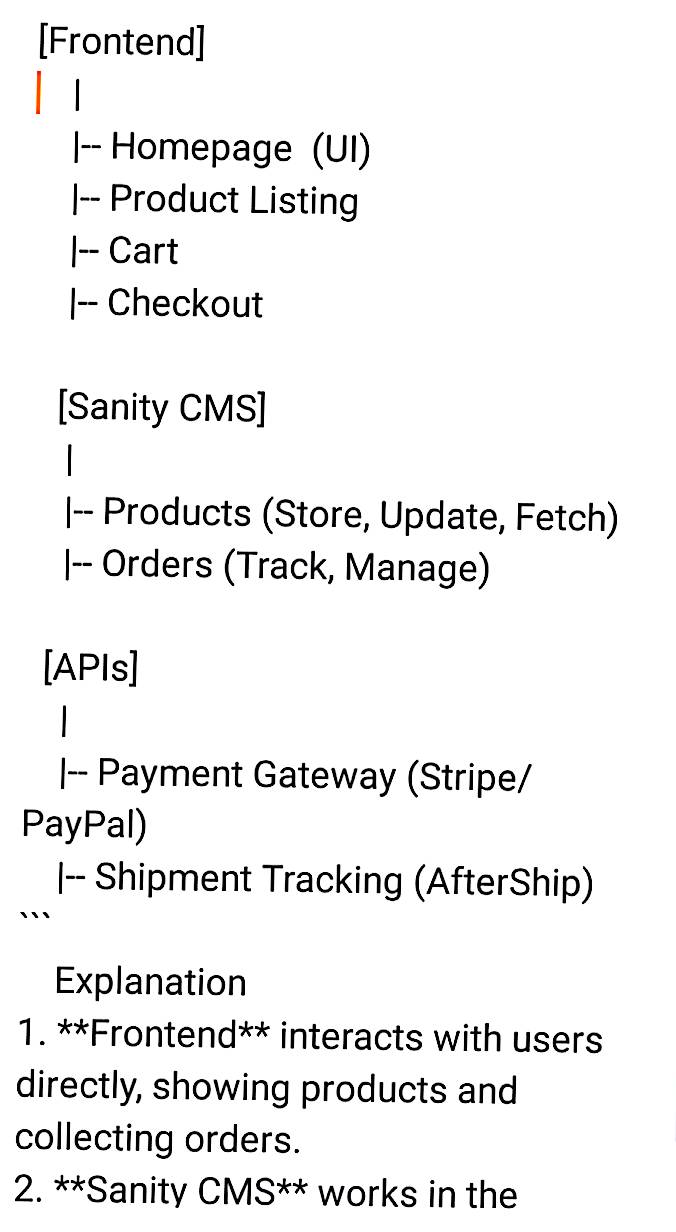 [Frontend]
|
|-- Homepage (UI)
|-- Product Listing
|-- Cart
|-- Checkout
[Sanity CMS]
|
|-- Products (Store, Update, Fetch)
|-- Orders (Track, Manage)
[APIs]
|
|-- Payment Gateway (Stripe/
PayPal)
|-- Shipment Tracking (AfterShip)
```
Explanation
1. **Frontend** interacts with users
directly, showing products and
collecting orders.
2. **Sanity CMS** works in the